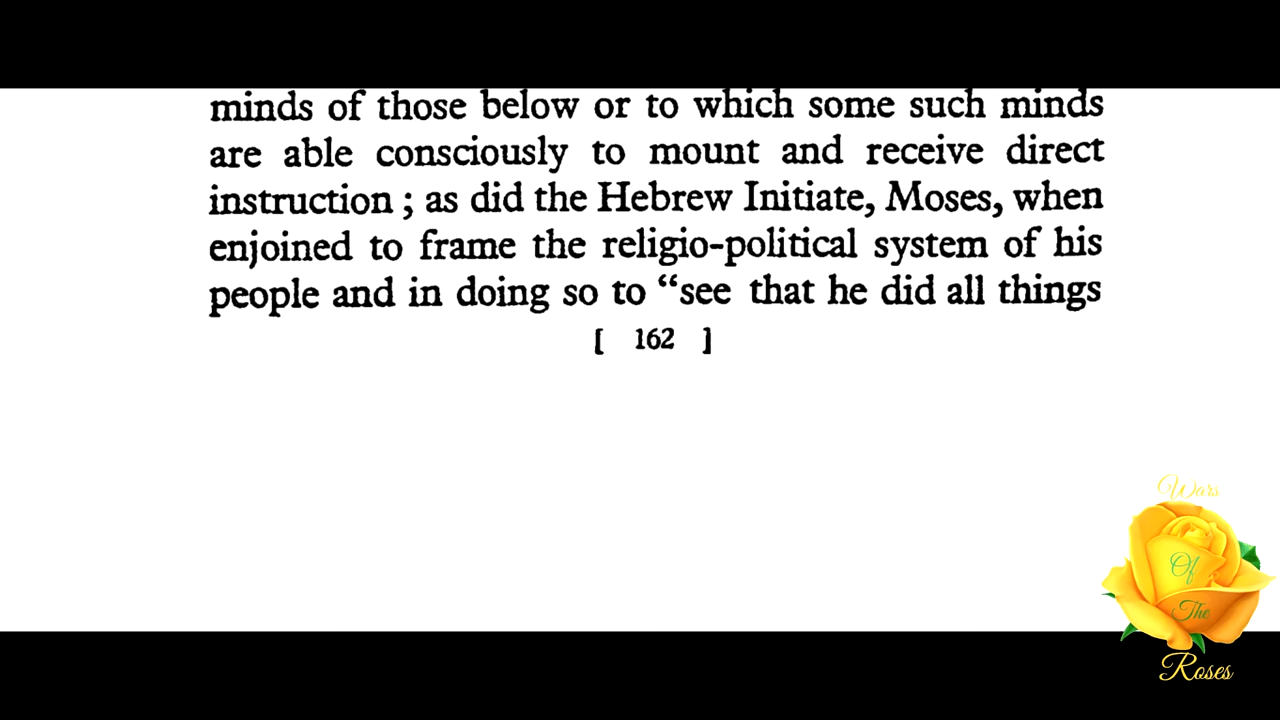 minds of those below or to which some such minds
are able consciously to mount and receive direct
instruction ; as did the Hebrew Initiate, Moses, when
enjoined to frame the religio-political system of his
people and in doing so to “see that he did all things
[ 162 ]
Wars
Of
The
Roses